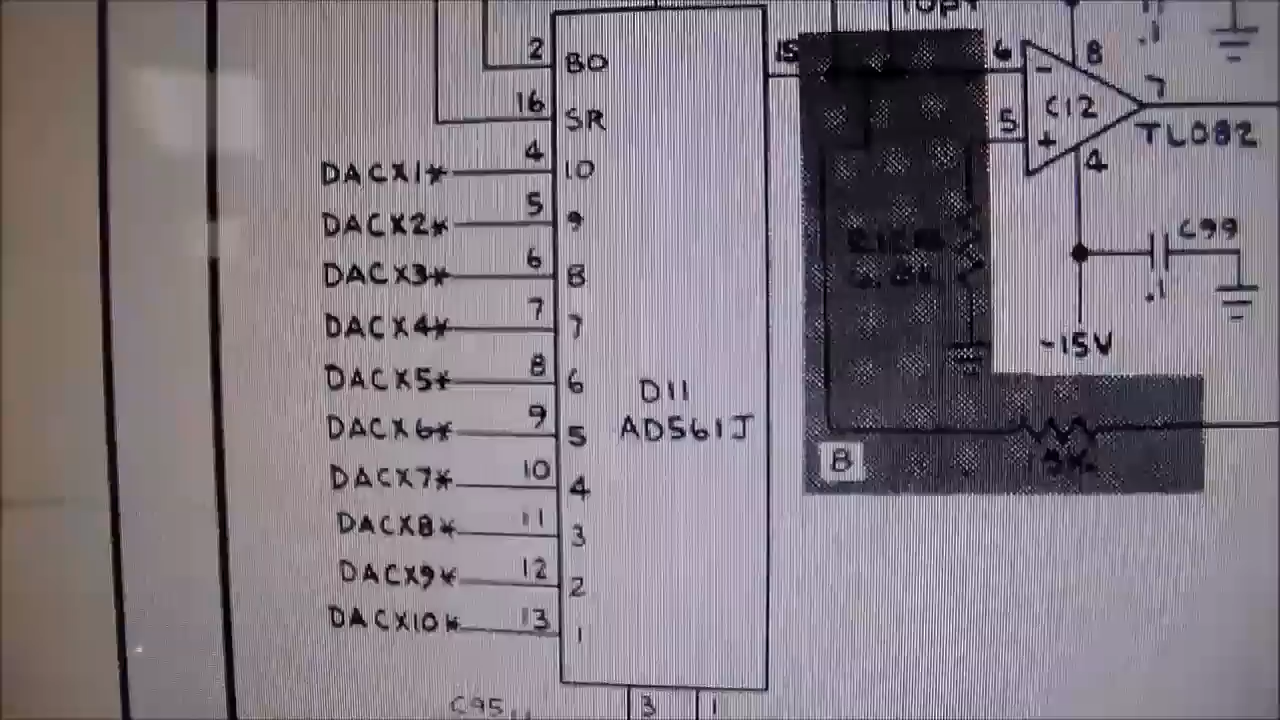 2 BO
16 SR
DACX1* 4 10
DACX2* 5 9
DACX3* 6 8
DACX4* 7 7
DACX5* 8 6
DACX6* 9 5
DACX7* 10 4
DACX8* 11 3
DACX9* 12 2
DACX10* 13 1
D11
AD561J
15
C95
3
1
.1
6
-
8
7
C12
5
+
TL082
4
C99
.1
-15V
B